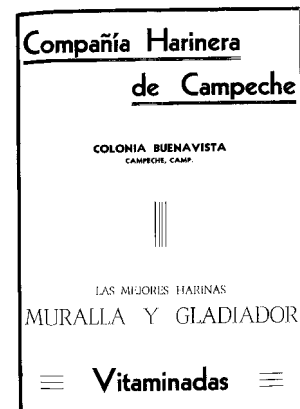 Compañía Harinera
de Campeche
COLONIA BUENAVISTA
CAMPECHE, CAMP.
LAS MEJORES HARINAS
MURALLA Y GLADIADOR
Vitaminadas